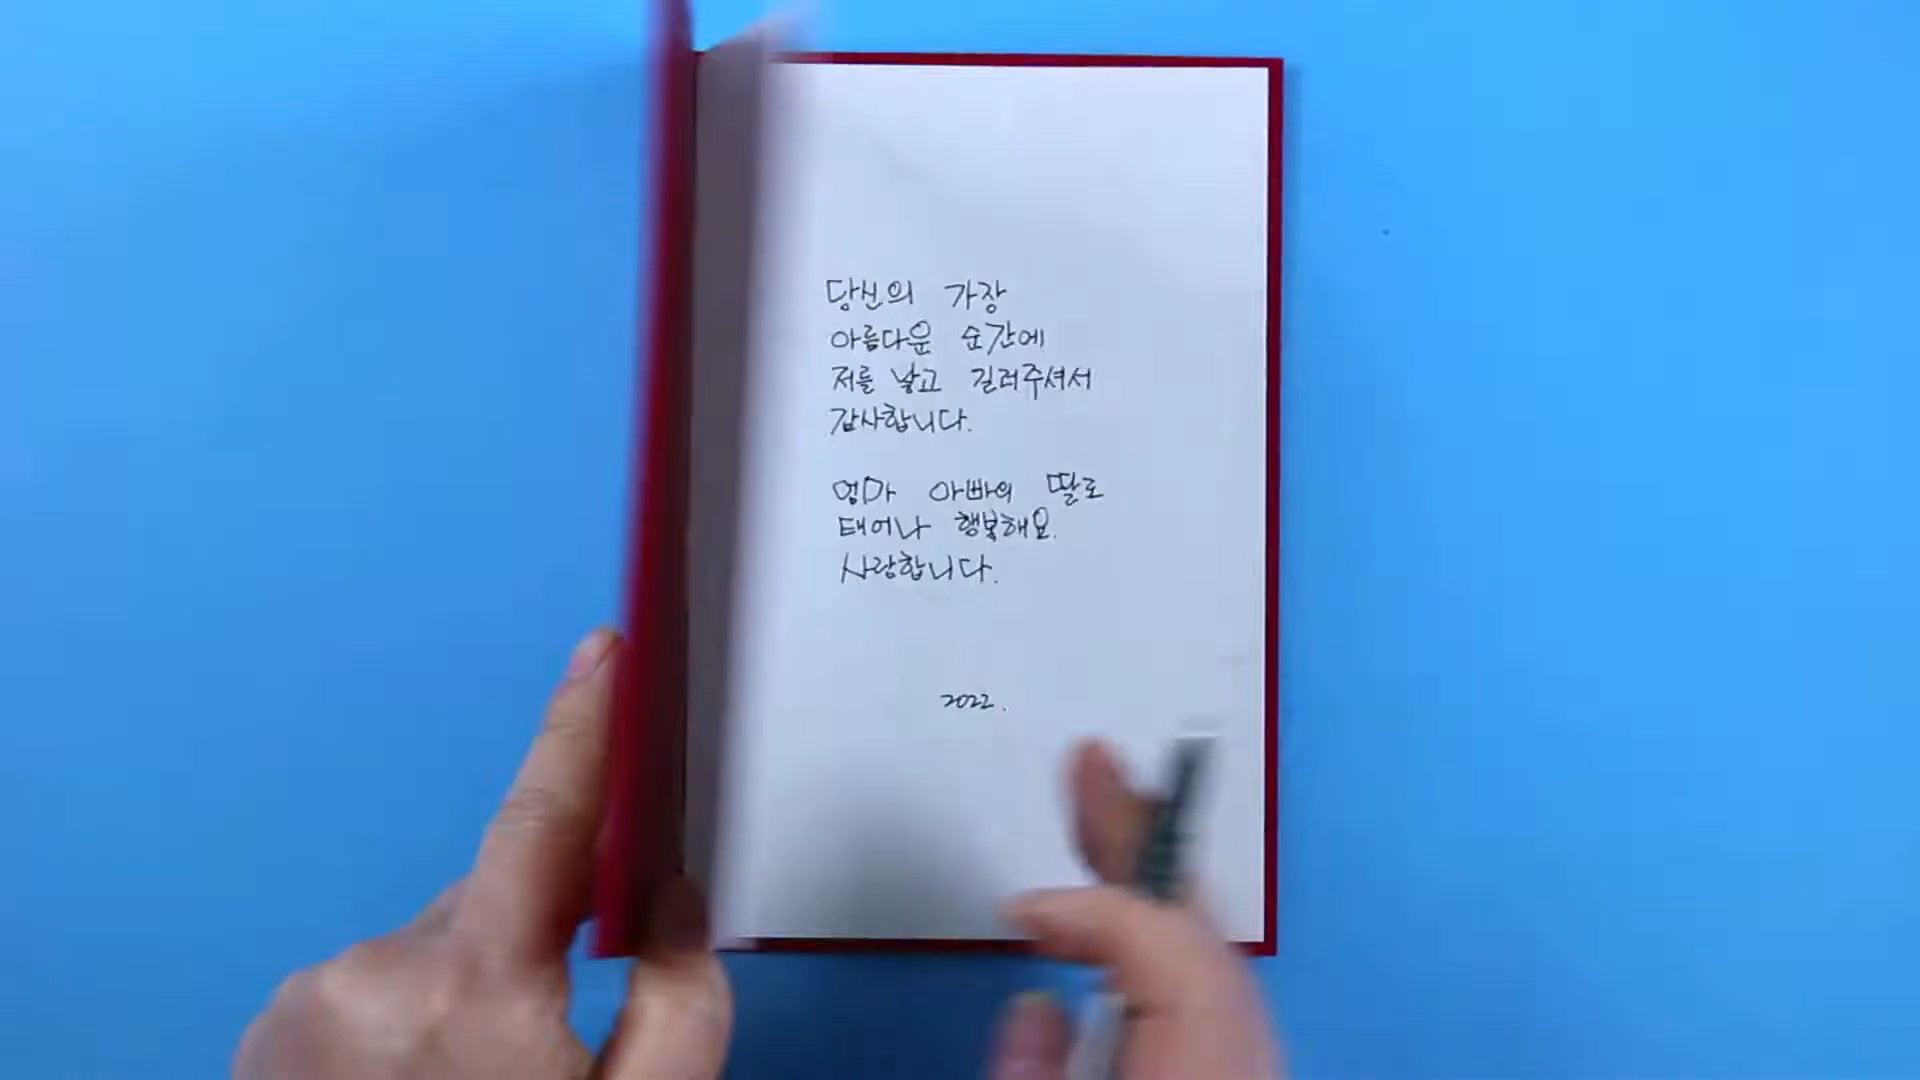 당신의 가장
아름다운 순간에
저를 낳고 길러주셔서
감사합니다.
엄마 아빠의 딸로
태어나 행복해요.
사랑합니다.
2022.